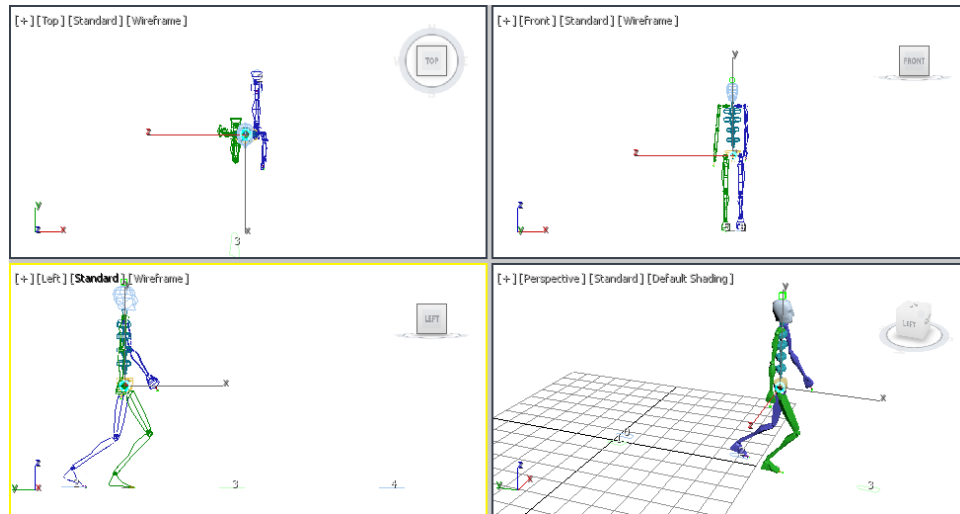 [+] [Top] [Standard] [Wireframe]
TOP
z
x
3
y
z
x
[+] [Front] [Standard] [Wireframe]
FRONT
y
z
z
y
x
[+] [Left] [Standard] [Wireframe]
LEFT
x
z
y
x
3
4
[+] [Perspective] [Standard] [Default Shading]
LEFT
y
x
z
z
y
x
3